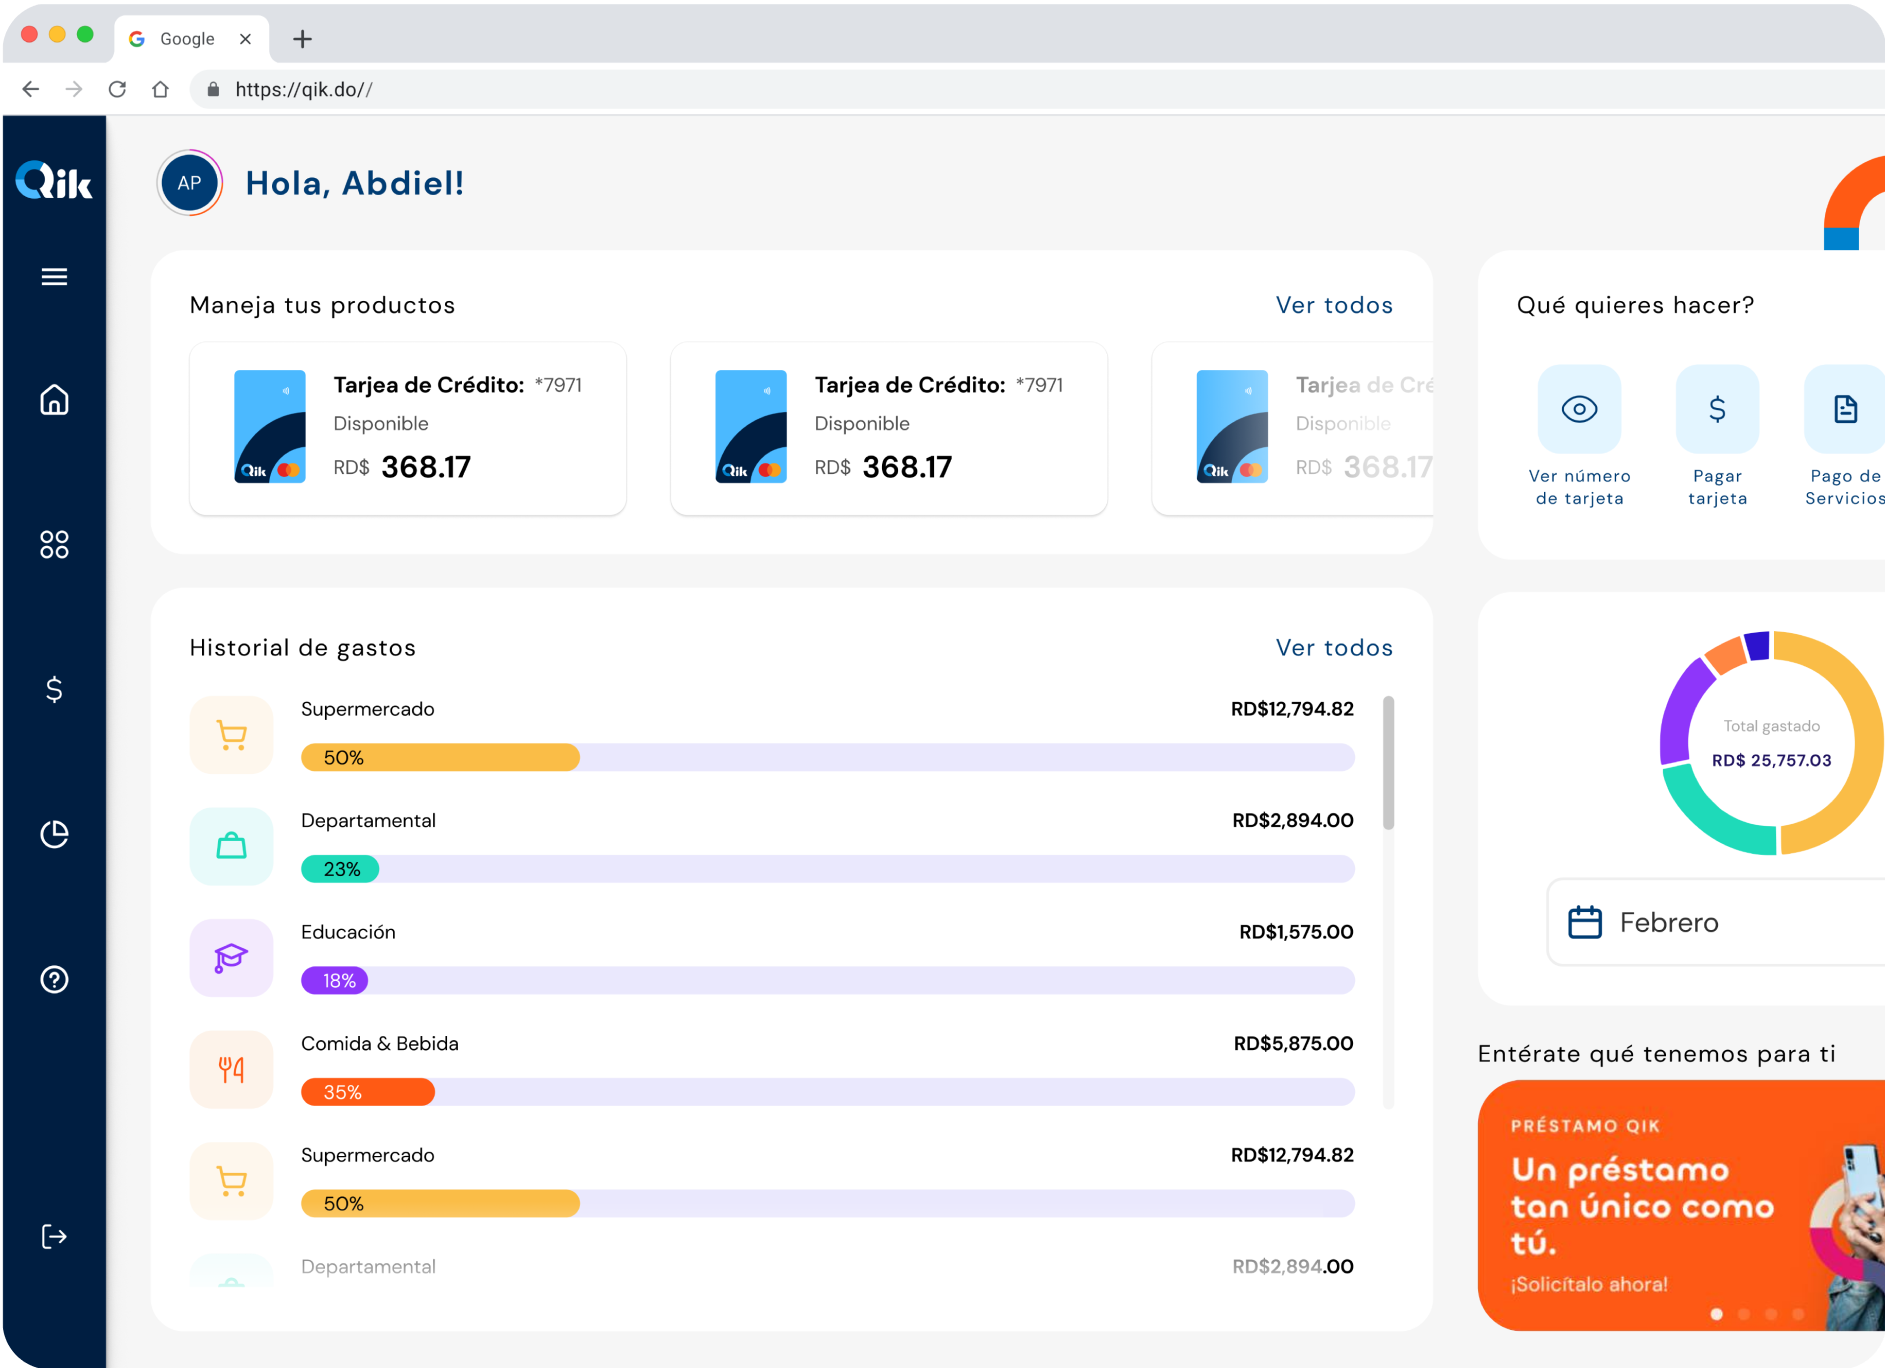 Google
https://qik.do//
Qik
AP
Hola, Abdiel!
Maneja tus productos
Ver todos
Tarjea de Crédito: *7971
Disponible
RD$ 368.17
Qik
Tarjea de Crédito: *7971
Disponible
RD$ 368.17
Qik
Tarjea de Cré
Disponible
RD$ 368.17
Qik
Qué quieres hacer?
Ver número
de tarjeta
Pagar
tarjeta
Pago de
Servicios
Historial de gastos
Ver todos
Supermercado
RD$12,794.82
50%
Departamental
RD$2,894.00
23%
Educación
RD$1,575.00
18%
Comida & Bebida
RD$5,875.00
35%
Supermercado
RD$12,794.82
50%
Departamental
RD$2,894.00
Total gastado
RD$ 25,757.03
Febrero
Entérate qué tenemos para ti
PRÉSTAMO QIK
Un préstamo
tan único como
tú.
¡Solicítalo ahora!